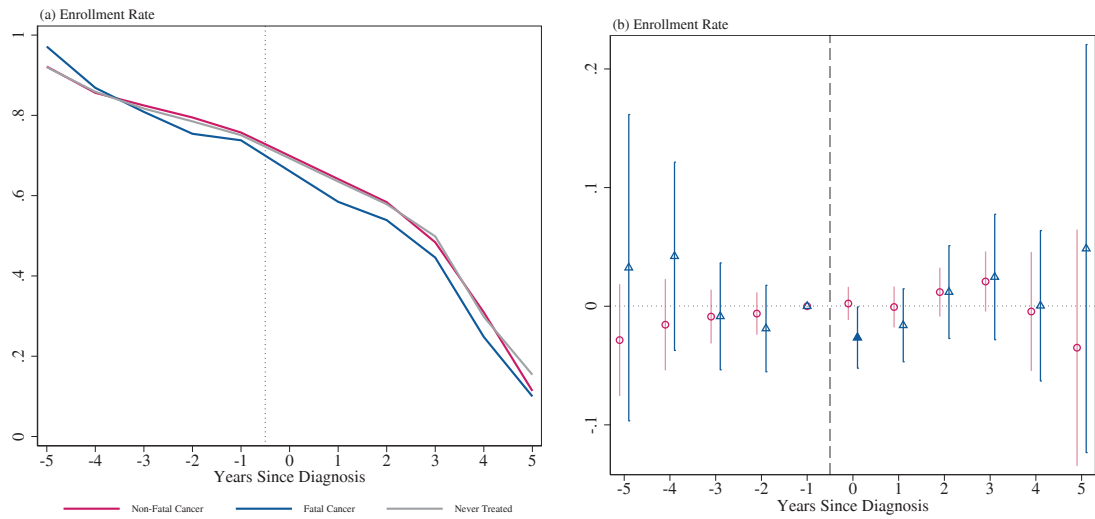 (a) Enrollment Rate
1
.8
.6
.4
.2
0
-5 -4 -3 -2 -1 0 1 2 3 4 5
Years Since Diagnosis
Non-Fatal Cancer Fatal Cancer Never Treated
(b) Enrollment Rate
.2
.1
0
-.1
-5 -4 -3 -2 -1 0 1 2 3 4 5
Years Since Diagnosis